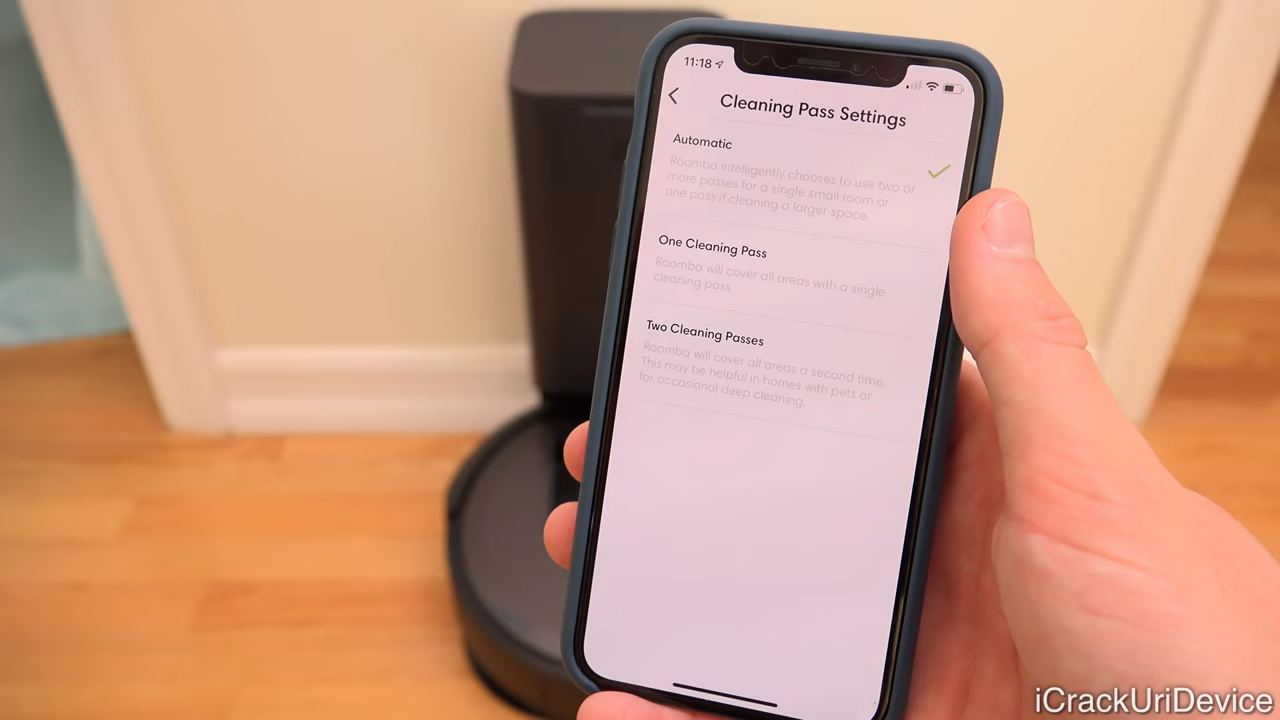 11:18
Cleaning Pass Settings
Automatic
Roomba intelligently chooses to use two or
more passes for a single small room or
one pass if cleaning a larger space.
One Cleaning Pass
Roomba will cover all areas with a single
cleaning pass.
Two Cleaning Passes
Roomba will cover all areas a second time.
This may be helpful in homes with pets or
for occasional deep cleaning.
iCrackUriDevice